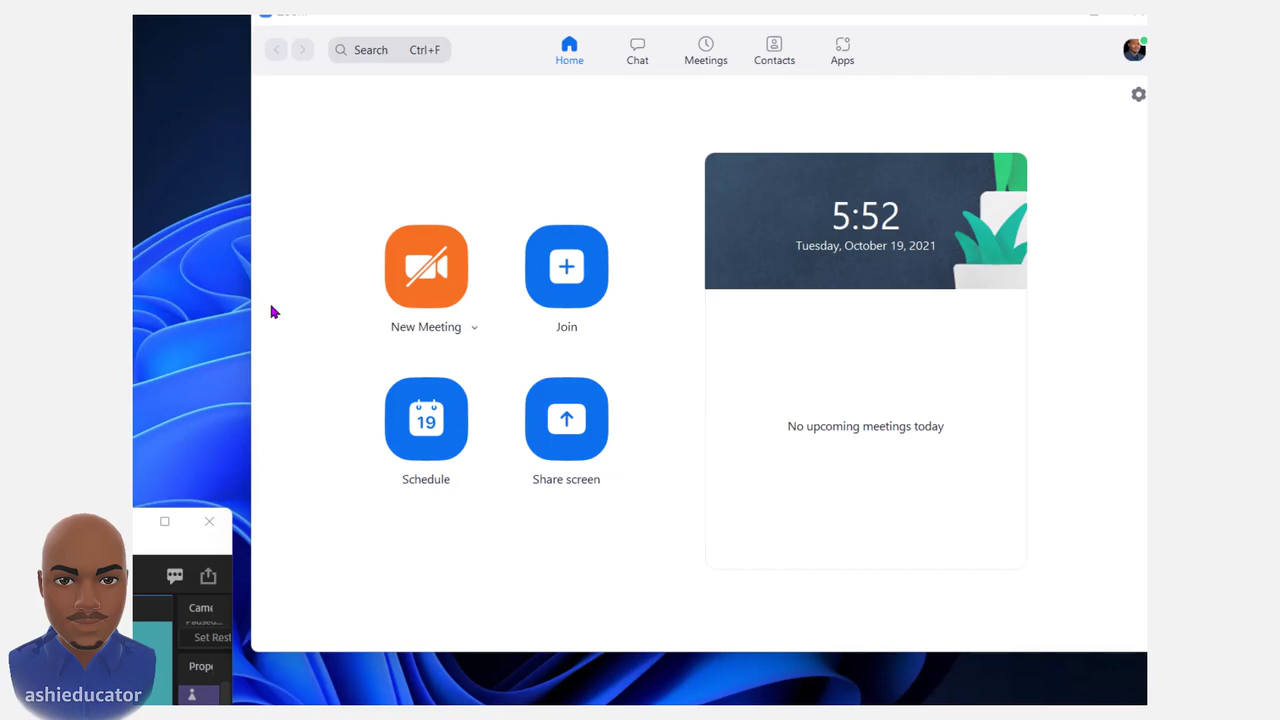 Search Ctrl+F
Home
Chat
Meetings
Contacts
Apps
5:52
Tuesday, October 19, 2021
New Meeting
Join
19
Schedule
Share screen
No upcoming meetings today
Came
Set Rest
Prope
ashieducator